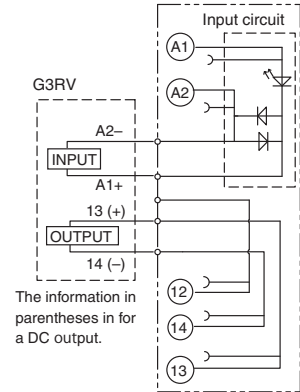 Input circuit
A1
G3RV
A2
A2–
INPUT
A1+
13 (+)
OUTPUT
14 (–)
12
The information in
parentheses in for
a DC output.
14
13